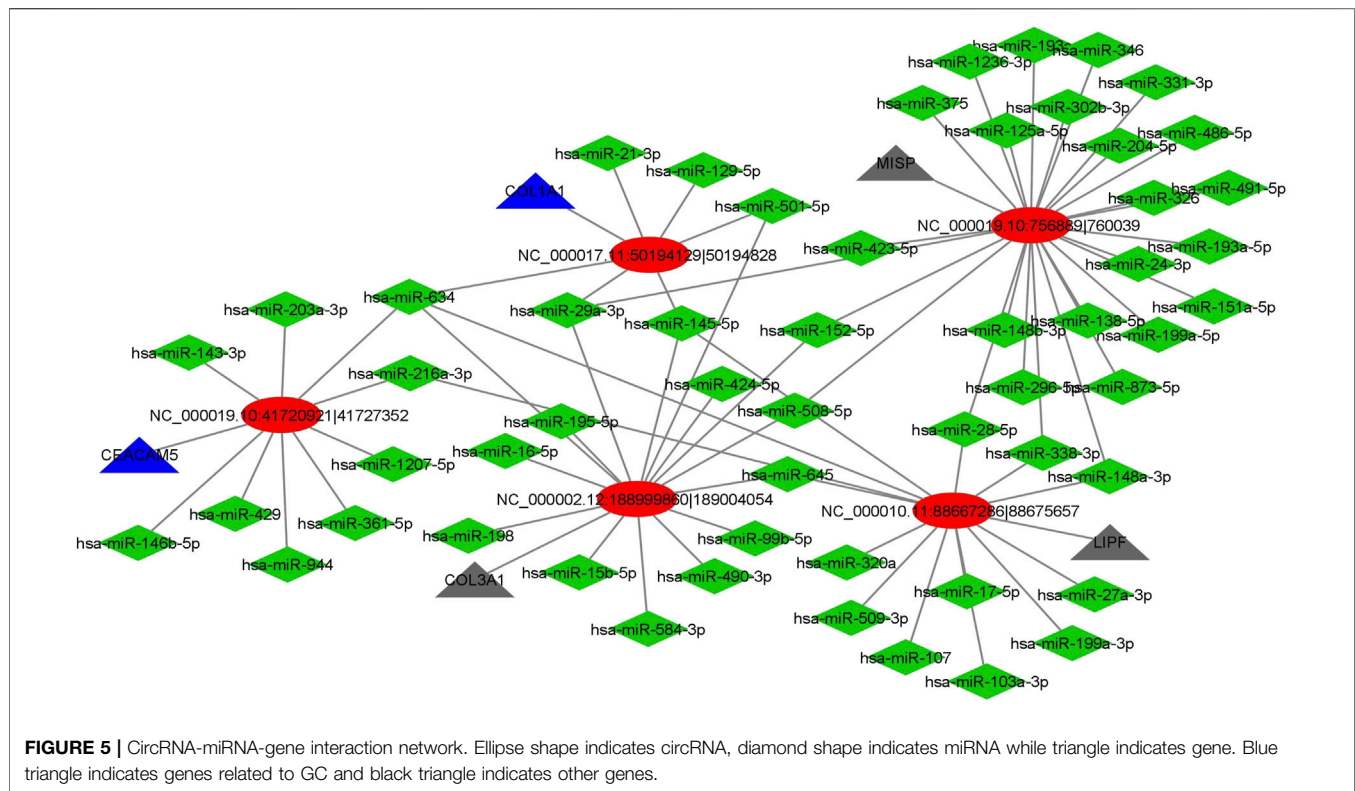 hsa-miR-193
hsa-miR-346
hsa-miR-1236-3p
hsa-miR-331-3p
hsa-miR-375
hsa-miR-302b-3p
hsa-miR-125a-5p
hsa-miR-486-5p
hsa-miR-204-5p
hsa-miR-21-3p
MISP
hsa-miR-129-5p
COL1A1
hsa-miR-491-5p
hsa-miR-326
hsa-miR-501-5p
NC_000019.10:756889|760039
hsa-miR-423-5p
hsa-miR-193a-5p
NC_000017.11:50194129|50194828
hsa-miR-24-3p
hsa-miR-634
hsa-miR-203a-3p
hsa-miR-29a-3p
hsa-miR-151a-5p
hsa-miR-145-5p
hsa-miR-152-5p
hsa-miR-148b-3p
hsa-miR-138-5p
hsa-miR-199a-5p
hsa-miR-143-3p
hsa-miR-216a-3p
hsa-miR-424-5p
hsa-miR-296-5p
hsa-miR-873-5p
NC_000019.10:41720921|41727352
hsa-miR-508-5p
hsa-miR-195-5p
hsa-miR-28-5p
hsa-miR-16-5p
CEACAM5
hsa-miR-338-3p
hsa-miR-1207-5p
hsa-miR-645
hsa-miR-148a-3p
NC_000002.12:188999860|189004054
NC_000010.11:88667286|88675657
hsa-miR-429
hsa-miR-361-5p
hsa-miR-198
hsa-miR-99b-5p
LIPF
hsa-miR-146b-5p
hsa-miR-944
hsa-miR-320a
COL3A1
hsa-miR-15b-5p
hsa-miR-490-3p
hsa-miR-17-5p
hsa-miR-27a-3p
hsa-miR-509-3p
hsa-miR-584-3p
hsa-miR-199a-3p
hsa-miR-107
hsa-miR-103a-3p
FIGURE 5 | CircRNA-miRNA-gene interaction network. Ellipse shape indicates circRNA, diamond shape indicates miRNA while triangle indicates gene. Blue
triangle indicates genes related to GC and black triangle indicates other genes.